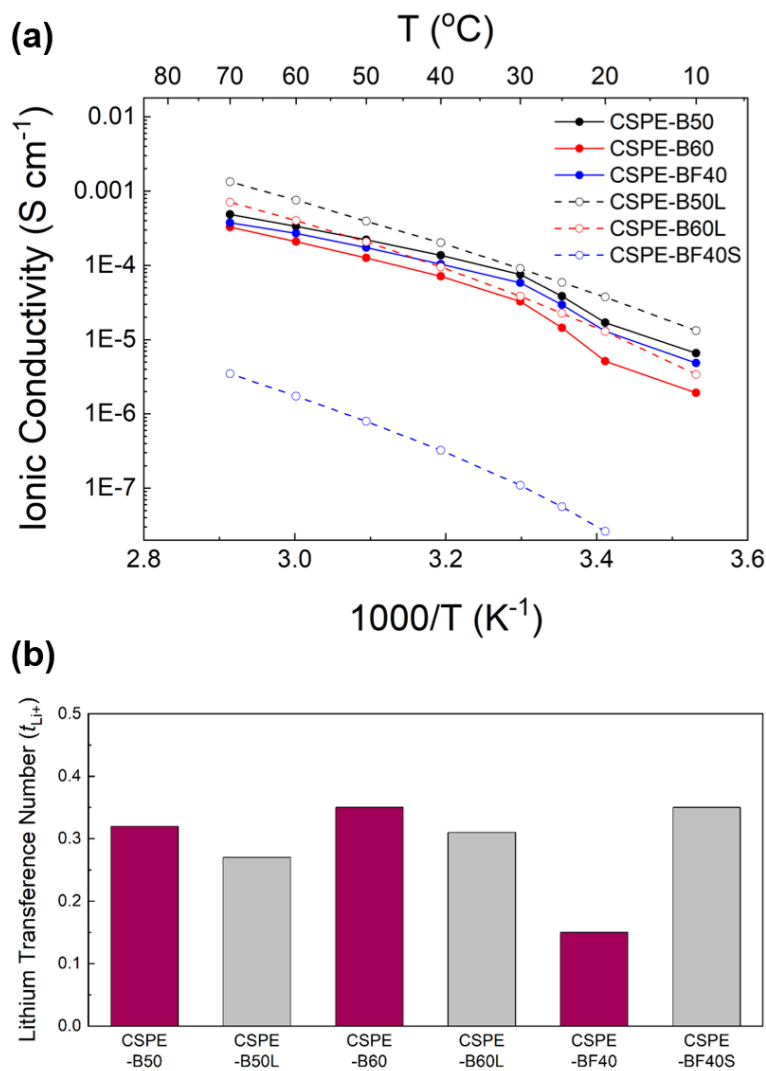 (a)
T (°C)
80 70 60 50 40 30 20 10
Ionic Conductivity (S cm⁻¹)
0.01
0.001
1E-4
1E-5
1E-6
1E-7
CSPE-B50
CSPE-B60
CSPE-BF40
CSPE-B50L
CSPE-B60L
CSPE-BF40S
2.8 3.0 3.2 3.4 3.6
1000/T (K⁻¹)
(b)
Lithium Transference Number (tLi+)
0.5
0.4
0.3
0.2
0.1
0.0
CSPE CSPE CSPE CSPE CSPE CSPE
-B50 -B50L -B60 -B60L -BF40 -BF40S